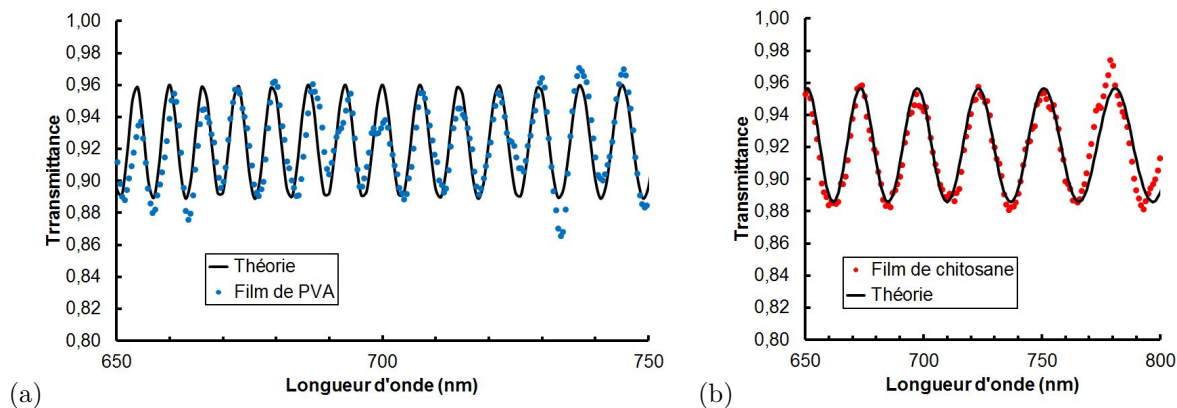 1,00
0,98
0,96
0,94
0,92
0,90
0,88
0,86
0,84
0,82
0,80
Trransmittance
650
700
750
Longueur d'onde (nm)
Théorie
Film de PVA
(a)
1,00
0,98
0,96
0,94
0,92
0,90
0,88
0,86
0,84
0,82
0,80
Transmittance
650
700
750
800
Longueur d'onde (nm)
Film de chitosane
Théorie
(b)